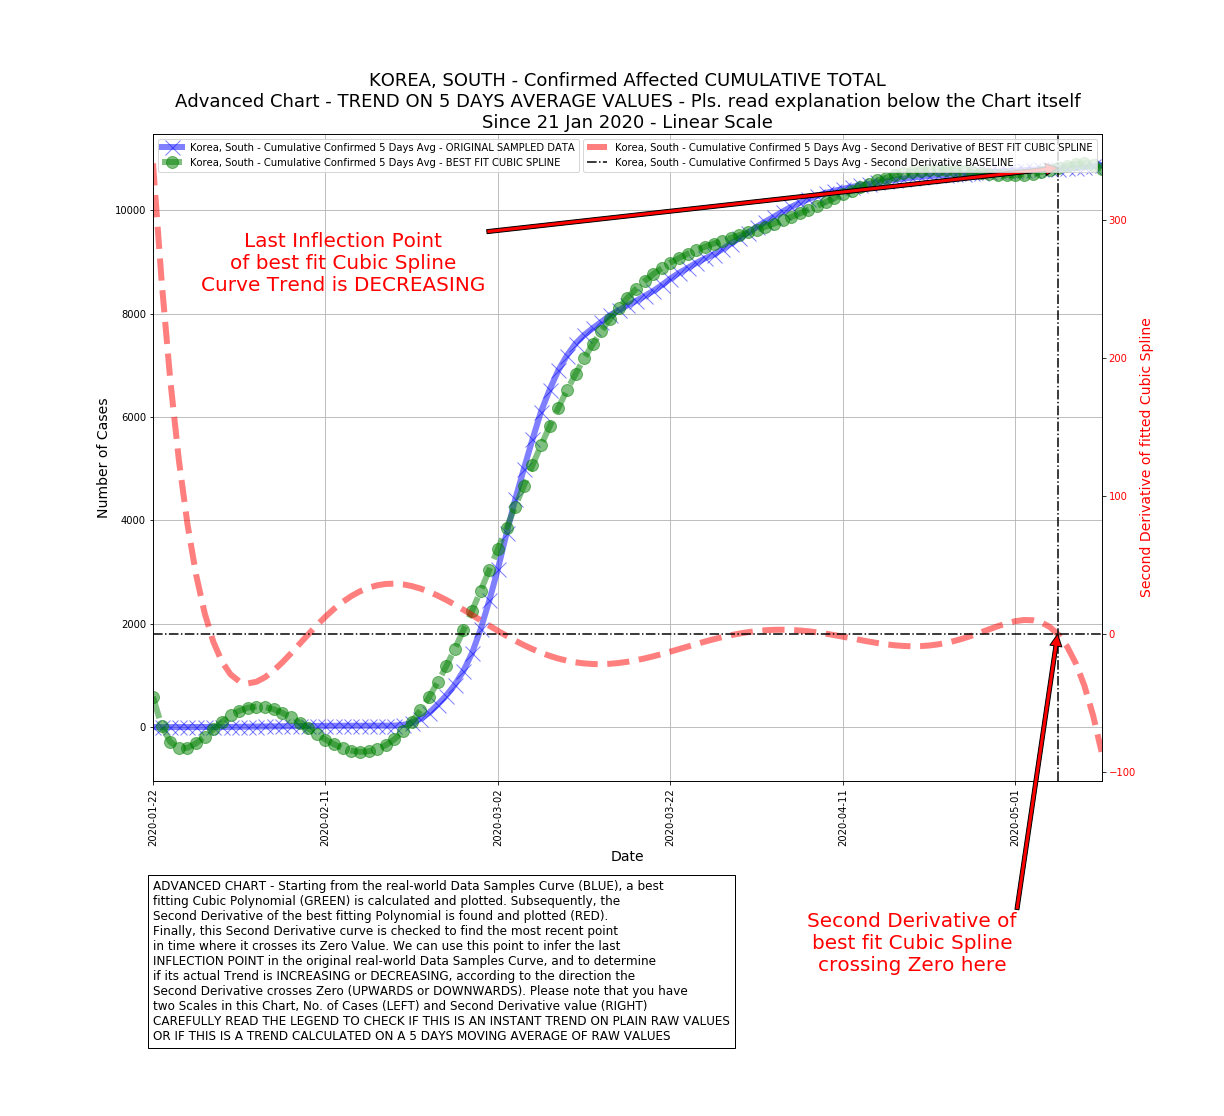 KOREA, SOUTH - Confirmed Affected CUMULATIVE TOTAL
Advanced Chart - TREND ON 5 DAYS AVERAGE VALUES - Pls. read explanation below the Chart itself
Since 21 Jan 2020 - Linear Scale
Korea, South - Cumulative Confirmed 5 Days Avg - ORIGINAL SAMPLED DATA
Korea, South - Cumulative Confirmed 5 Days Avg - BEST FIT CUBIC SPLINE
Korea, South - Cumulative Confirmed 5 Days Avg - Second Derivative of BEST FIT CUBIC SPLINE
Korea, South - Cumulative Confirmed 5 Days Avg - Second Derivative BASELINE
Last Inflection Point
of best fit Cubic Spline
Curve Trend is DECREASING
Number of Cases
10000
8000
6000
4000
2000
0
300
200
100
0
−100
Second Derivative of fitted Cubic Spline
2020-01-22
2020-02-11
2020-03-02
2020-03-22
2020-04-11
2020-05-01
Date
Second Derivative of
best fit Cubic Spline
crossing Zero here
ADVANCED CHART - Starting from the real-world Data Samples Curve (BLUE), a best
fitting Cubic Polynomial (GREEN) is calculated and plotted. Subsequently, the
Second Derivative of the best fitting Polynomial is found and plotted (RED).
Finally, this Second Derivative curve is checked to find the most recent point
in time where it crosses its Zero Value. We can use this point to infer the last
INFLECTION POINT in the original real-world Data Samples Curve, and to determine
if its actual Trend is INCREASING or DECREASING, according to the direction the
Second Derivative crosses Zero (UPWARDS or DOWNWARDS). Please note that you have
two Scales in this Chart, No. of Cases (LEFT) and Second Derivative value (RIGHT)
CAREFULLY READ THE LEGEND TO CHECK IF THIS IS AN INSTANT TREND ON PLAIN RAW VALUES
OR IF THIS IS A TREND CALCULATED ON A 5 DAYS MOVING AVERAGE OF RAW VALUES